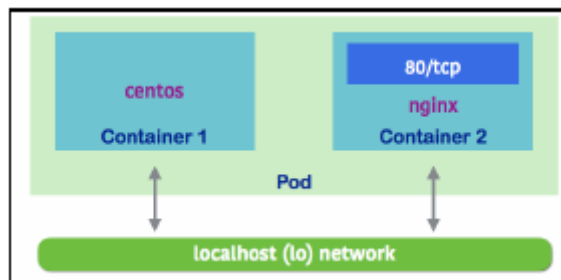 centos
Container 1
80/tcp
nginx
Container 2
Pod
localhost (lo) network